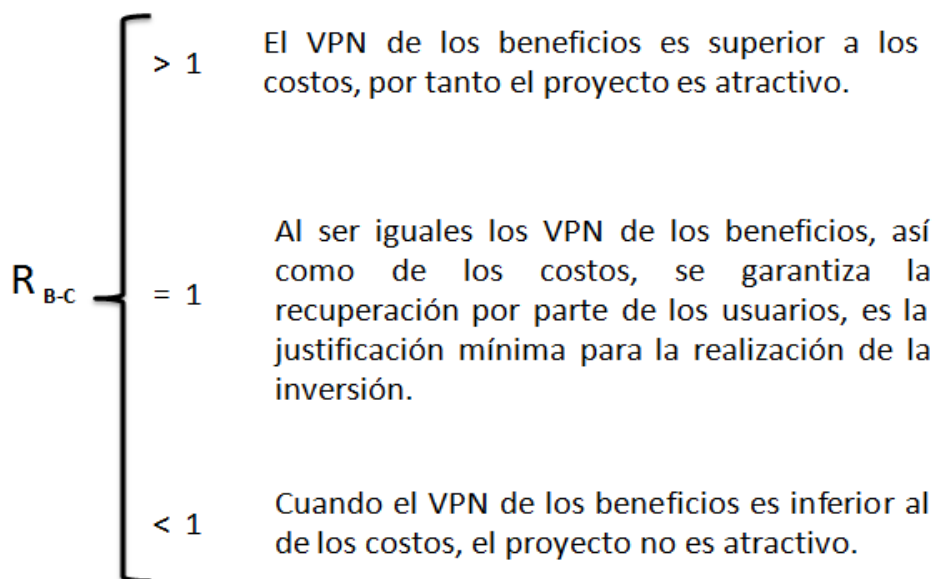 > 1
El VPN de los beneficios es superior a los
costos, por tanto el proyecto es atractivo.
R B-C
= 1
Al ser iguales los VPN de los beneficios, así
como de los costos, se garantiza la
recuperación por parte de los usuarios, es la
justificación mínima para la realización de la
inversión.
< 1
Cuando el VPN de los beneficios es inferior al
de los costos, el proyecto no es atractivo.